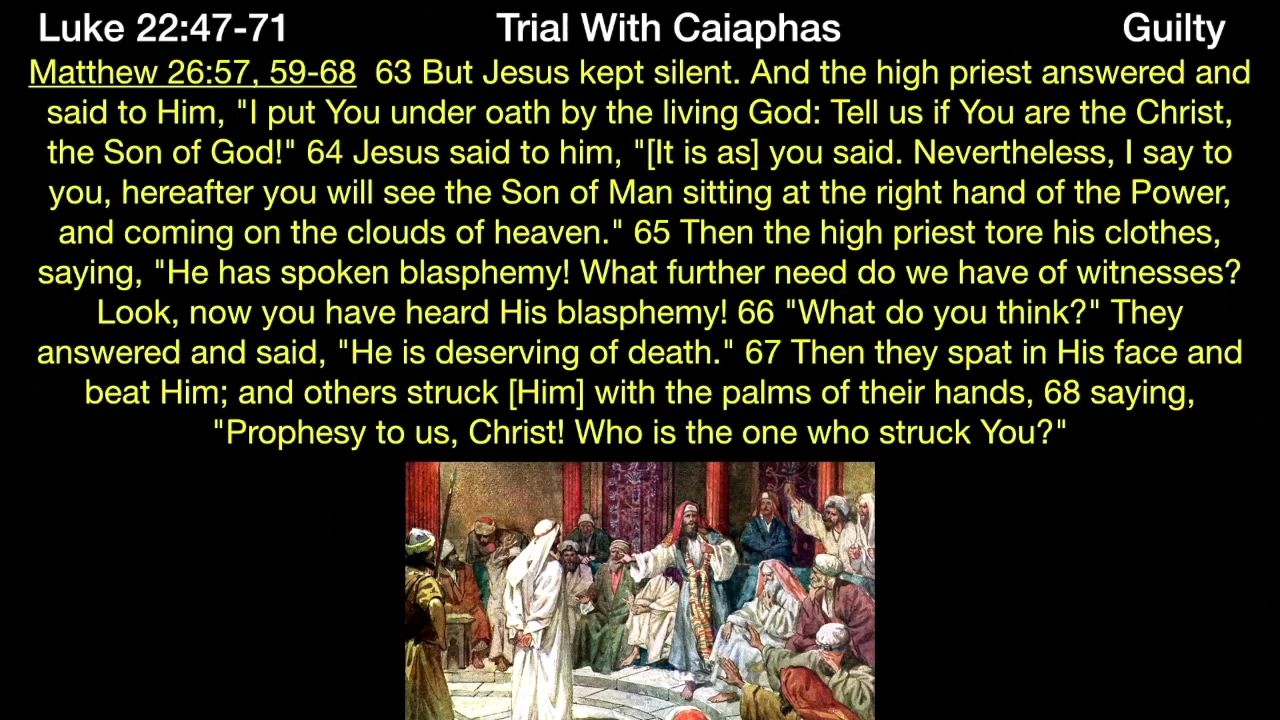 Luke 22:47-71 Trial With Caiaphas Guilty
Matthew 26:57, 59-68 63 But Jesus kept silent. And the high priest answered and
said to Him, "I put You under oath by the living God: Tell us if You are the Christ,
the Son of God!" 64 Jesus said to him, "[It is as] you said. Nevertheless, I say to
you, hereafter you will see the Son of Man sitting at the right hand of the Power,
and coming on the clouds of heaven." 65 Then the high priest tore his clothes,
saying, "He has spoken blasphemy! What further need do we have of witnesses?
Look, now you have heard His blasphemy! 66 "What do you think?" They
answered and said, "He is deserving of death." 67 Then they spat in His face and
beat Him; and others struck [Him] with the palms of their hands, 68 saying,
"Prophesy to us, Christ! Who is the one who struck You?"